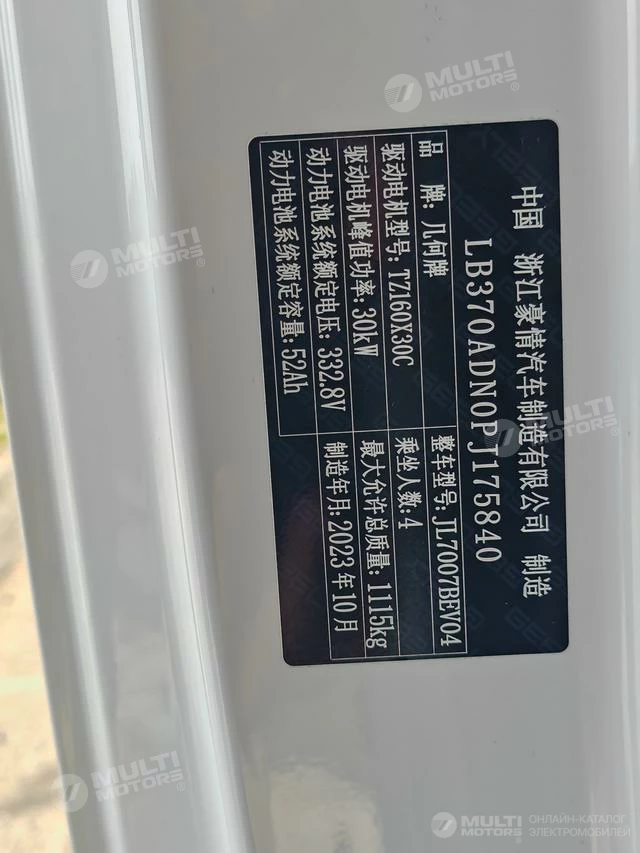 中国 浙江豪情汽车制造有限公司 制造
LB370ADN0PJ175840
品 牌: 几何牌 整车型号: JL7007BEV04
驱动电机型号: TZ160X30C 乘坐人数: 4
驱动电机峰值功率: 30kW 最大允许总质量: 1115kg
动力电池系统额定电压: 332.8V 制造年月: 2023年10月
动力电池系统额定容量: 52Ah
MULTI
MOTORS®
MULTI
MOTORS®
MULTI
MOTORS®
MULTI
MOTORS®
MULTI
MOTORS®
ОНЛАЙН-КАТАЛОГ
ЭЛЕКТРОМОБИЛЕЙ